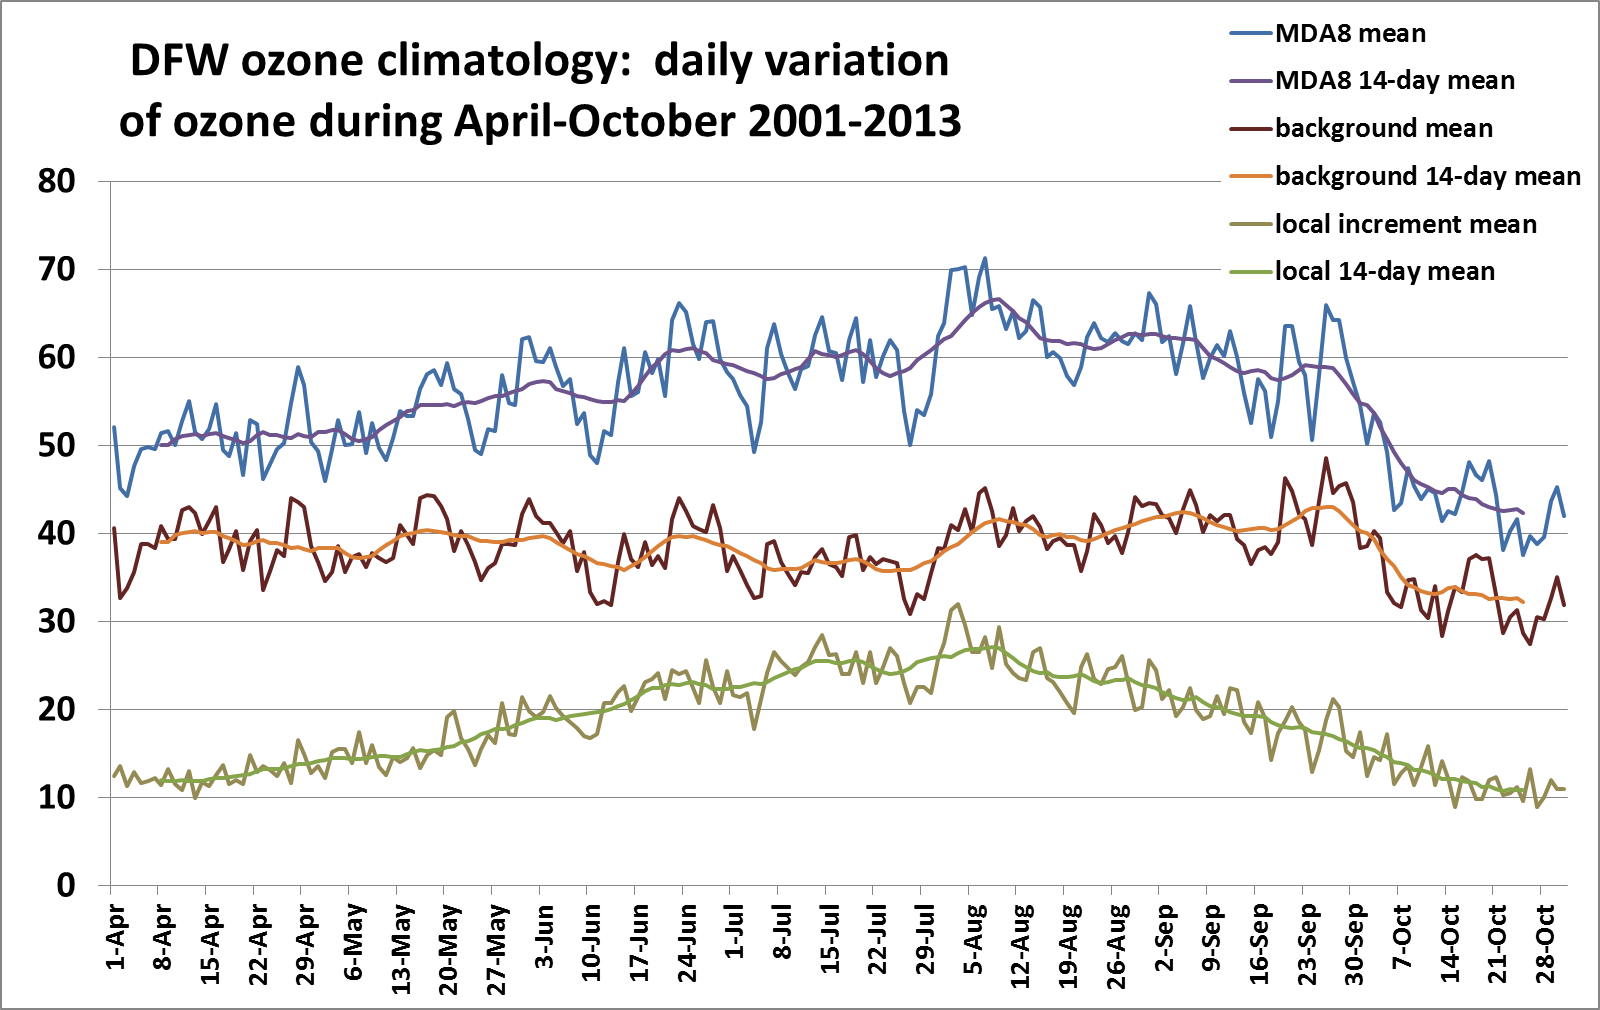 DFW ozone climatology:  daily variation
of ozone during April-October 2001-2013
MDA8 mean
MDA8 14-day mean
background mean
background 14-day mean
local increment mean
local 14-day mean
80
70
60
50
40
30
20
10
0
1-Apr
8-Apr
15-Apr
22-Apr
29-Apr
6-May
13-May
20-May
27-May
3-Jun
10-Jun
17-Jun
24-Jun
1-Jul
8-Jul
15-Jul
22-Jul
29-Jul
5-Aug
12-Aug
19-Aug
26-Aug
2-Sep
9-Sep
16-Sep
23-Sep
30-Sep
7-Oct
14-Oct
21-Oct
28-Oct